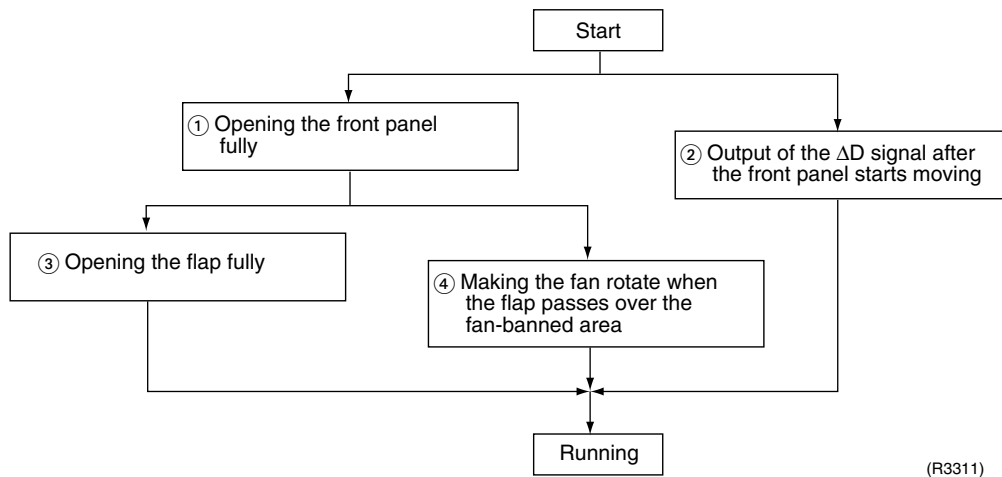 Start
① Opening the front panel
fully
② Output of the ΔD signal after
the front panel starts moving
③ Opening the flap fully
④ Making the fan rotate when
the flap passes over the
fan-banned area
Running
(R3311)